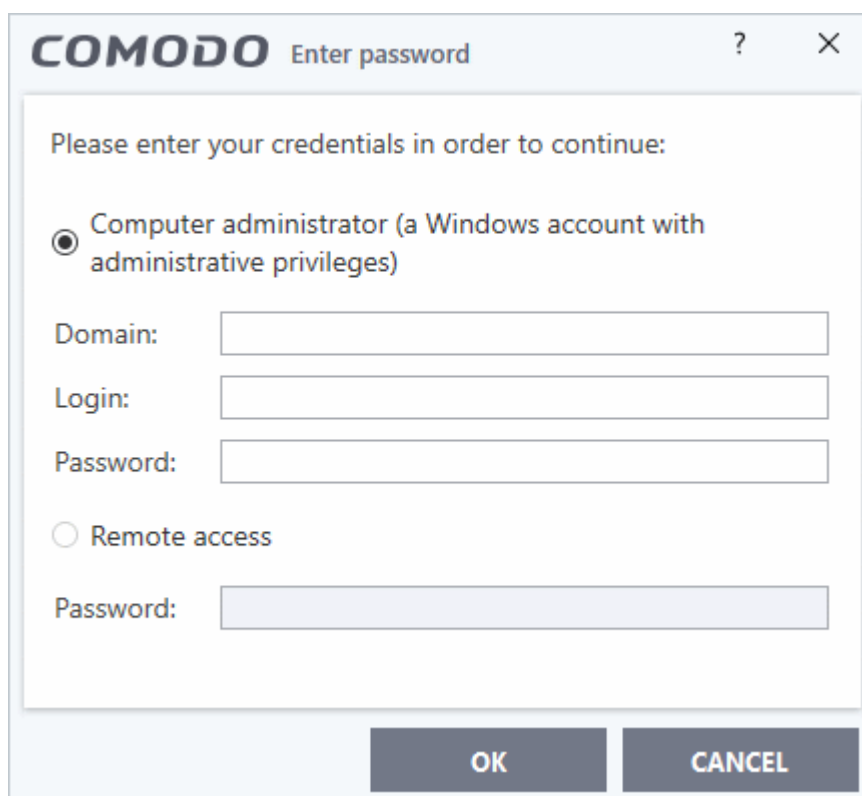 COMODO Enter password ?
Please enter your credentials in order to continue:
Computer administrator (a Windows account with
administrative privileges)
Domain:
Login:
Password:
Remote access
Password:
OK CANCEL